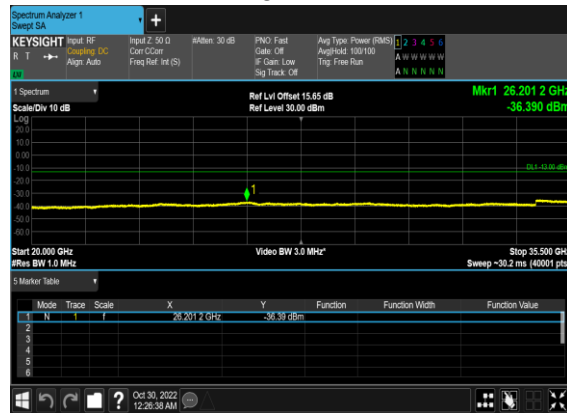 Spectrum Analyzer 1
Swept SA
+
KEYSIGHT Input: RF Input Z: 50 Ω #Atten: 30 dB PNO: Fast Avg Type: Power (RMS) 1 2 3 4 5 6
R T Coupling: DC Corr CCorr Gate: Off Avg|Hold: 100/100 A W W W W W
Align: Auto Freq Ref: Int (S) IF Gain: Low Trig: Free Run
LW Sig Track: Off A N N N N N
1 Spectrum Ref Lvl Offset 15.65 dB Mkr1 26.201 2 GHz
Scale/Div 10 dB Ref Level 30.00 dBm -36.390 dBm
Log
20.0
10.0
0.00
-10.0
DL1 -13.00 dBm
-20.0
1
-30.0
-40.0
-50.0
-60.0
Start 20.000 GHz Video BW 3.0 MHz* Stop 35.500 GHz
#Res BW 1.0 MHz Sweep ~30.2 ms (40001 pts)
5 Marker Table
Mode Trace Scale X Y Function Function Width Function Value
1 N 1 f 26.201 2 GHz -36.39 dBm
2
3
4
5
6
? Oct 30, 2022
12:26:38 AM